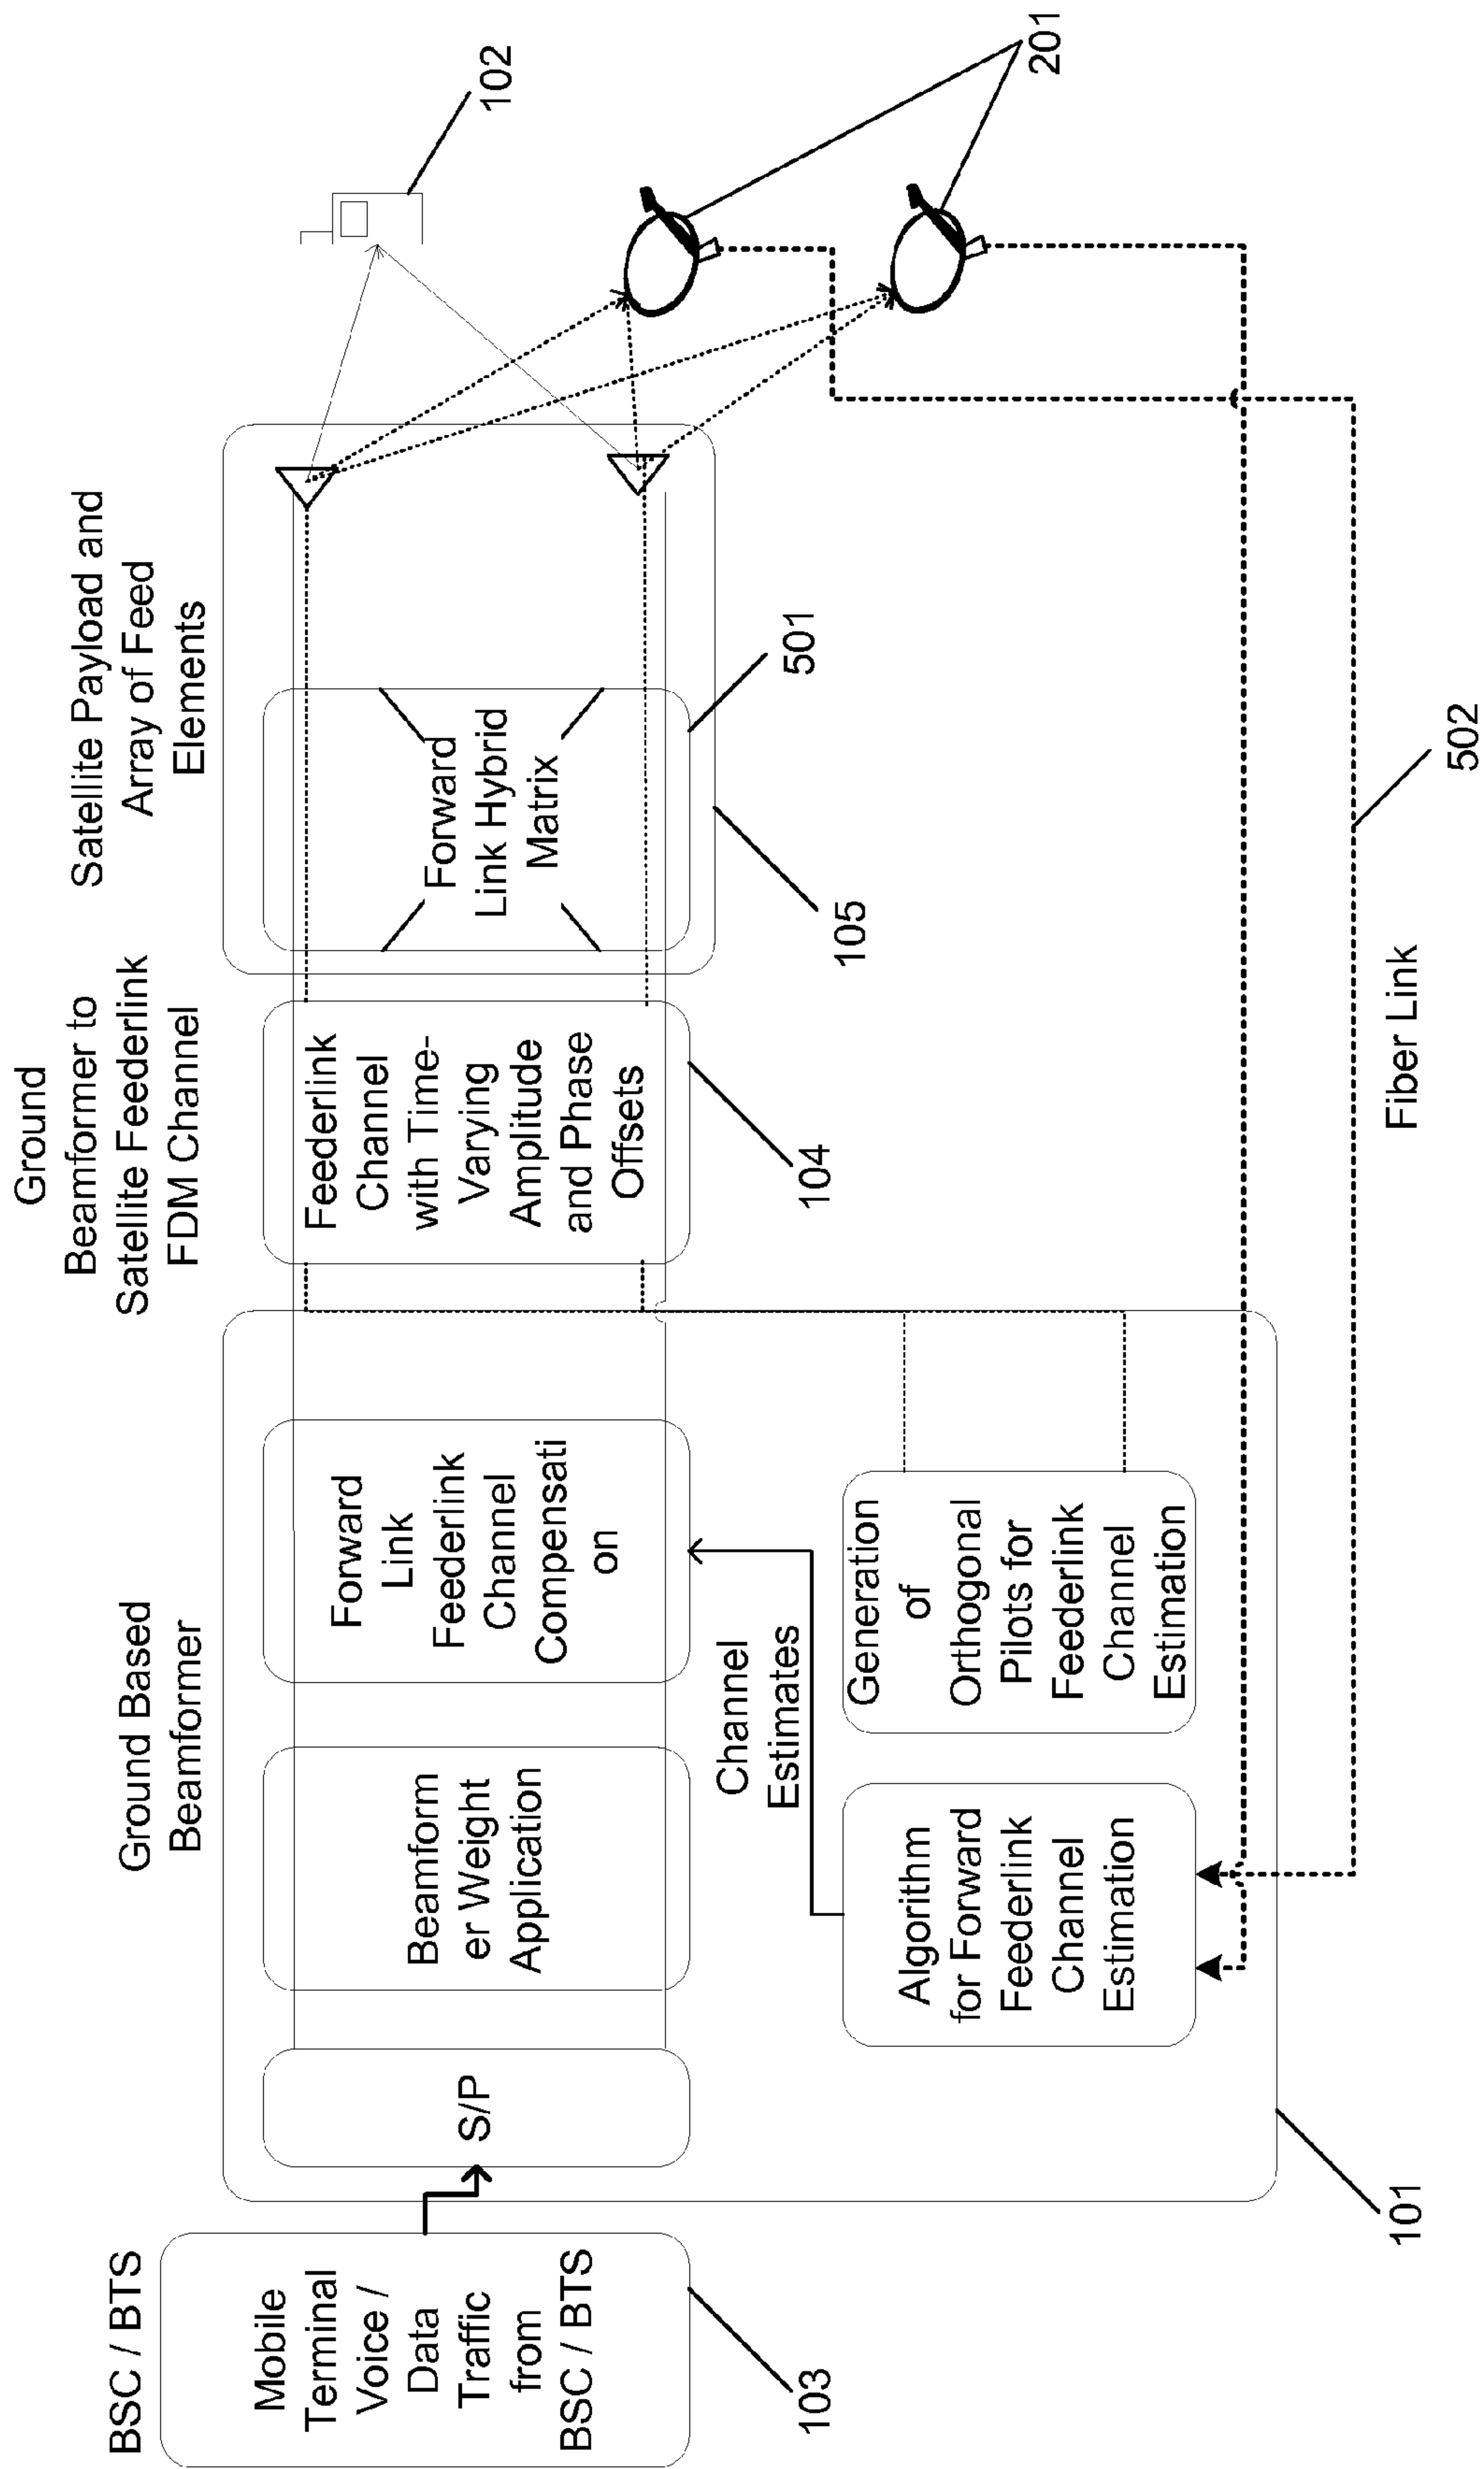 BSC / BTS
Mobile
Terminal
Voice /
Data
Traffic
from
BSC / BTS
103
Ground Based
Beamformer
S/P
Beamform
er Weight
Application
Forward
Link
Feederlink
Channel
Compensati
on
Channel
Estimates
Algorithm
for Forward
Feederlink
Channel
Estimation
Generation
of
Orthogonal
Pilots for
Feederlink
Channel
Estimation
101
Ground
Beamformer to
Satellite Feederlink
FDM Channel
Feederlink
Channel
with Time-
Varying
Amplitude
and Phase
Offsets
104
Satellite Payload and
Array of Feed
Elements
Forward
Link Hybrid
Matrix
105
501
102
201
Fiber Link
502